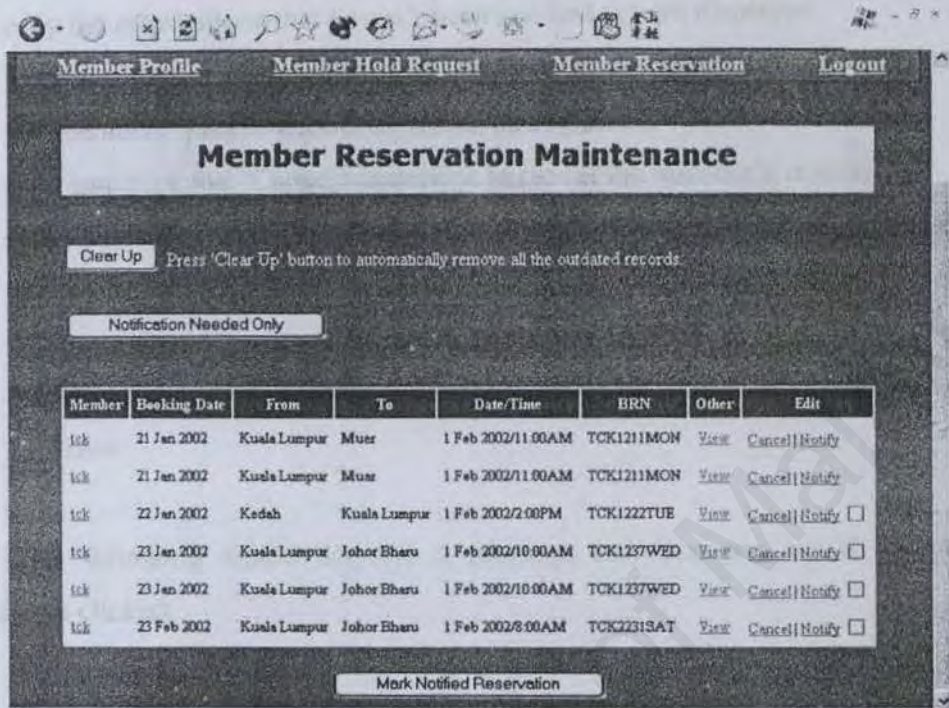 Member Profile Member Hold Request Member Reservation Logout
Member Reservation Maintenance
Clear Up Press 'Clear Up' button to automatically remove all the outdated records.
Notification Needed Only
Member Booking Date From To Date/Time BRN Other Edit
tck 21 Jan 2002 Kuala Lumpur Muar 1 Feb 2002/11:00AM TCK1211MON View Cancel | Notify
tck 21 Jan 2002 Kuala Lumpur Muar 1 Feb 2002/11:00AM TCK1211MON View Cancel | Notify
tck 22 Jan 2002 Kedah Kuala Lumpur 1 Feb 2002/2:00PM TCK1222TUE View Cancel | Notify
tck 23 Jan 2002 Kuala Lumpur Johor Bharu 1 Feb 2002/10:00AM TCK1237WED View Cancel | Notify
tck 23 Jan 2002 Kuala Lumpur Johor Bharu 1 Feb 2002/10:00AM TCK1237WED View Cancel | Notify
tck 23 Feb 2002 Kuala Lumpur Johor Bharu 1 Feb 2002/8:00AM TCK2231SAT View Cancel | Notify
Mark Notified Reservation